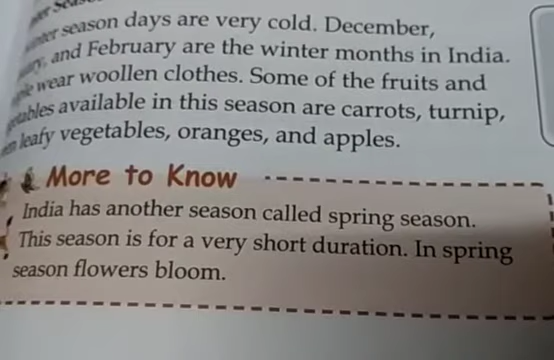 season days are very cold. December,
and February are the winter months in India.
wear woollen clothes. Some of the fruits and
available in this season are carrots, turnip,
leafy vegetables, oranges, and apples.
More to Know
India has another season called spring season.
This season is for a very short duration. In spring
season flowers bloom.